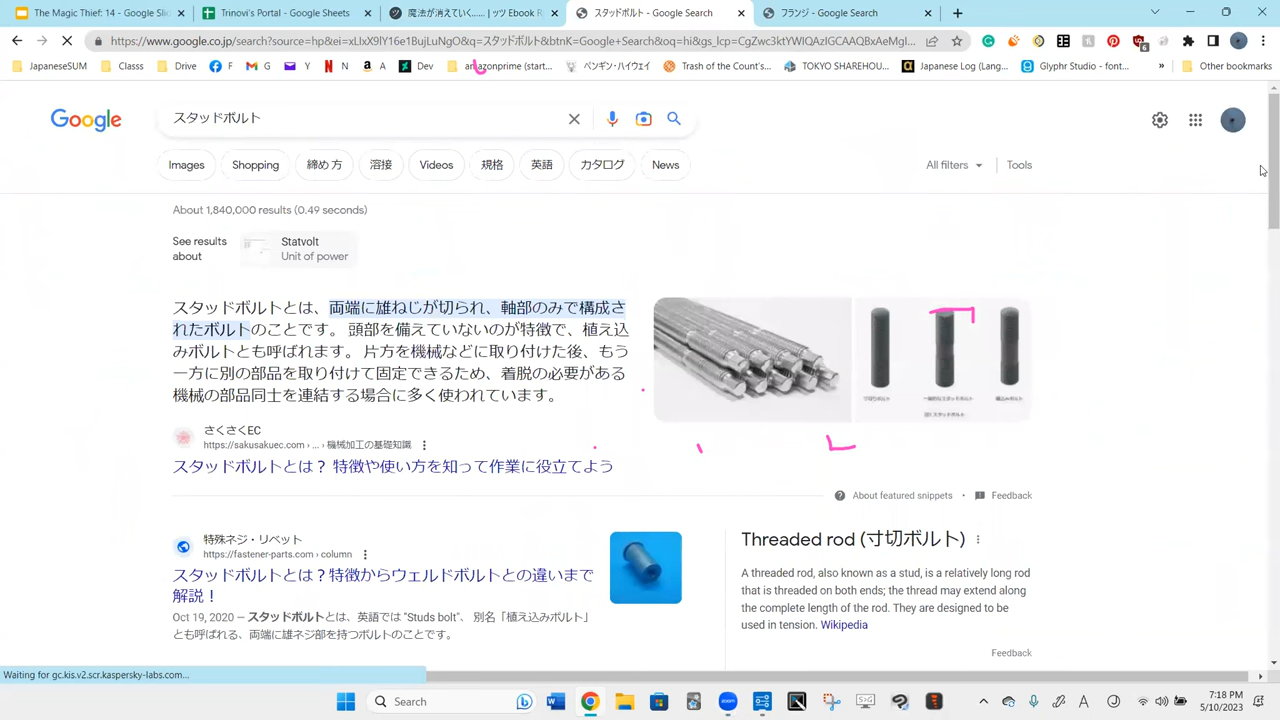 The Magic Thief: 14 - Google Slid
Trinovi's Portal - Google Sheets
魔法が消えていく…… | ッツ Ebook R
スタッドボルト - Google Search
フランジ - Google Search
https://www.google.co.jp/search?source=hp&ei=xLIxX9IY16e1BujLuNgO&q=スタッドボルト&btnK=Google+Search&oq=hi&gs_lcp=CgZwc3ktYWIQAzIGCAAQBxAeMgI...
JapaneseSUM
Classs
Drive
F
G
Y
N
A
Dev
amazonprime (start...
ペンギン・ハイウェイ
Trash of the Count's...
TOKYO SHAREHOU...
Japanese Log (Lang...
Glyphr Studio - font...
Other bookmarks
Google
スタッドボルト
Images
Shopping
締め 方
溶接
Videos
規格
英語
カタログ
News
All filters
Tools
About 1,840,000 results (0.49 seconds)
See results about
Statvolt
Unit of power
スタッドボルトとは、両端に雄ねじが切られ、軸部のみで構成さ
れたボルトのことです。 頭部を備えていないのが特徴で、植え込
みボルトとも呼ばれます。 片方を機械などに取り付けた後、もう
一方に別の部品を取り付けて固定できるため、着脱の必要がある
機械の部品同士を連結する場合に多く使われています。
さくさくEC
https://sakusakuec.com › ... › 機械加工の基礎知識
スタッドボルトとは？ 特徴や使い方を知って作業に役立てよう
About featured snippets
Feedback
特殊ネジ・リベット
https://fastener-parts.com › column
スタッドボルトとは？特徴からウェルドボルトとの違いまで
解説！
Oct 19, 2020 — スタッドボルトとは、英語では "Studs bolt"、 別名「植え込みボルト」
とも呼ばれる、両端に雄ネジ部を持つボルトのことです。
Threaded rod (寸切ボルト)
A threaded rod, also known as a stud, is a relatively long rod
that is threaded on both ends; the thread may extend along
the complete length of the rod. They are designed to be
used in tension. Wikipedia
Feedback
Waiting for gc.kis.v2.scr.kaspersky-labs.com...
Search
7:18 PM
5/10/2023